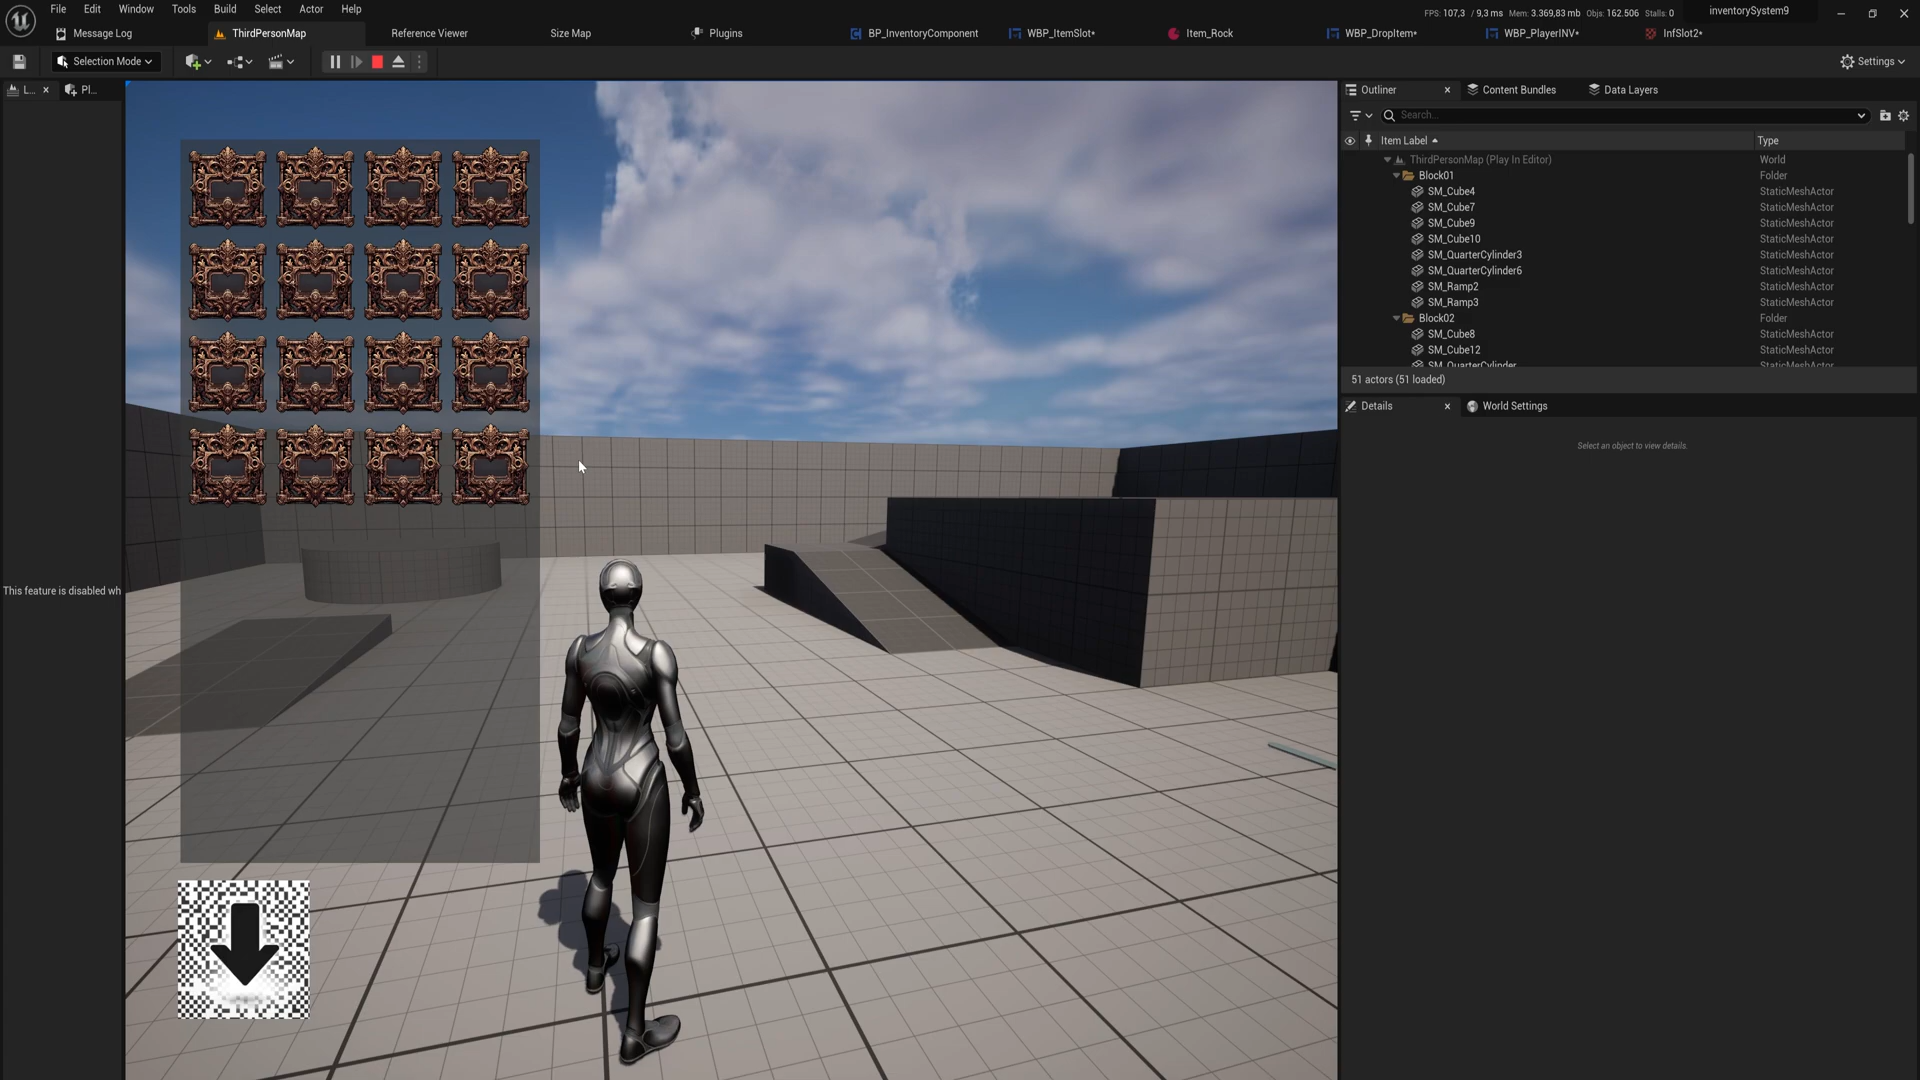 File Edit Window Tools Build Select Actor Help
FPS: 107,3 / 9,3 ms Mem: 3.369,83 mb Objs: 162.506 Stalls: 0
inventorySystem9
Message Log
ThirdPersonMap
Reference Viewer
Size Map
Plugins
BP_InventoryComponent
WBP_ItemSlot*
Item_Rock
WBP_DropItem*
WBP_PlayerINV*
InfSlot2*
Selection Mode
Settings
L...
Pl...
This feature is disabled wh
Outliner
Content Bundles
Data Layers
Search...
Item Label
Type
ThirdPersonMap (Play In Editor) World
Block01 Folder
SM_Cube4 StaticMeshActor
SM_Cube7 StaticMeshActor
SM_Cube9 StaticMeshActor
SM_Cube10 StaticMeshActor
SM_QuarterCylinder3 StaticMeshActor
SM_QuarterCylinder6 StaticMeshActor
SM_Ramp2 StaticMeshActor
SM_Ramp3 StaticMeshActor
Block02 Folder
SM_Cube8 StaticMeshActor
SM_Cube12 StaticMeshActor
SM_QuarterCylinder StaticMeshActor
51 actors (51 loaded)
Details
World Settings
Select an object to view details.